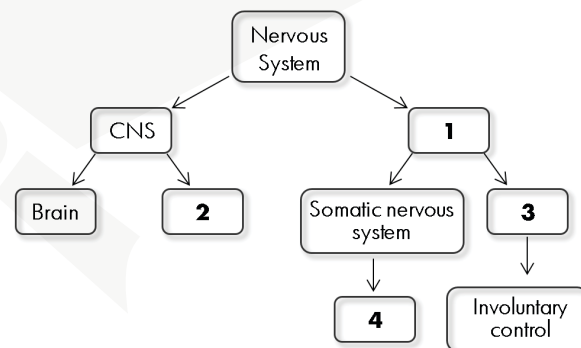 Nervous
System
CNS
1
Brain
2
Somatic nervous
system
3
4
Involuntary
control